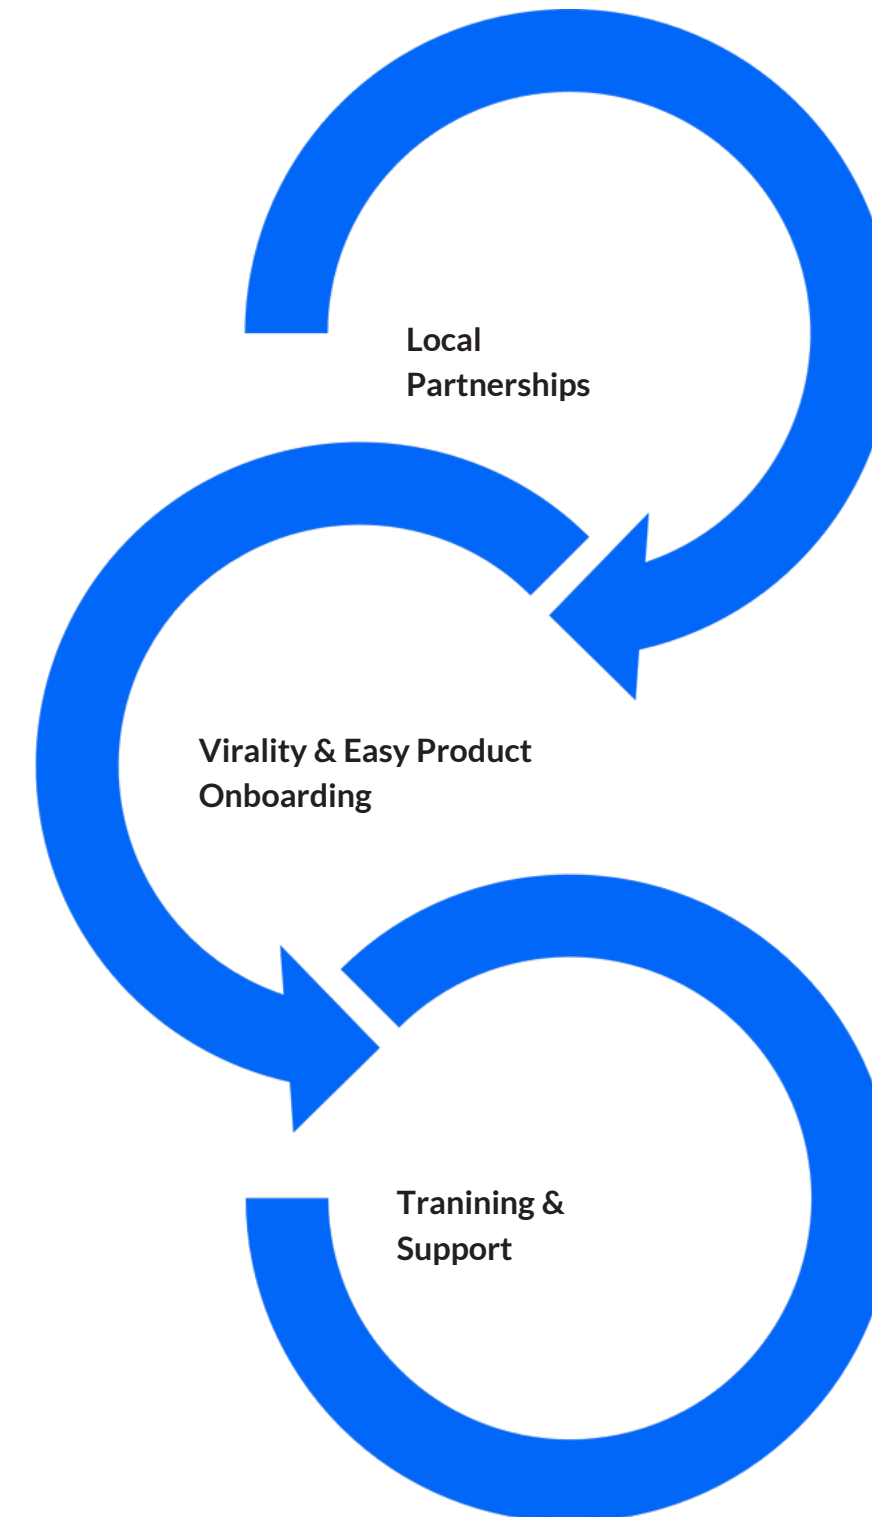 Local
Partnerships
Virality & Easy Product
Onboarding
Tranining &
Support